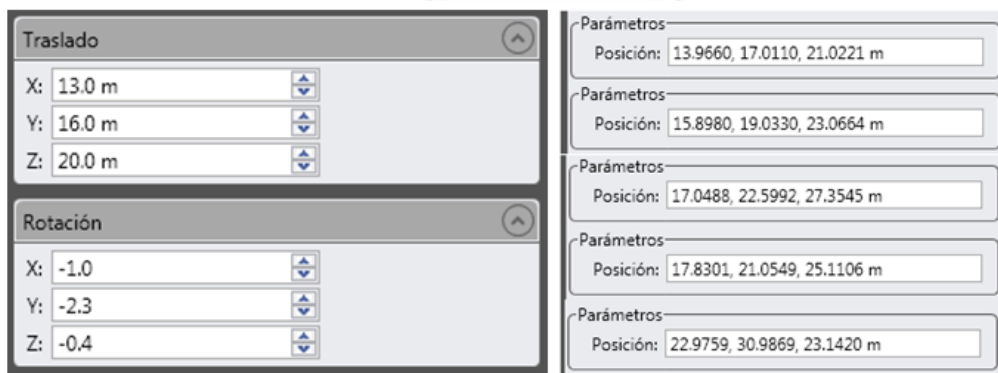 Traslado
X: 13.0 m
Y: 16.0 m
Z: 20.0 m
Rotación
X: -1.0
Y: -2.3
Z: -0.4
Parámetros
Posición: 13.9660, 17.0110, 21.0221 m
Parámetros
Posición: 15.8980, 19.0330, 23.0664 m
Parámetros
Posición: 17.0488, 22.5992, 27.3545 m
Parámetros
Posición: 17.8301, 21.0549, 25.1106 m
Parámetros
Posición: 22.9759, 30.9869, 23.1420 m